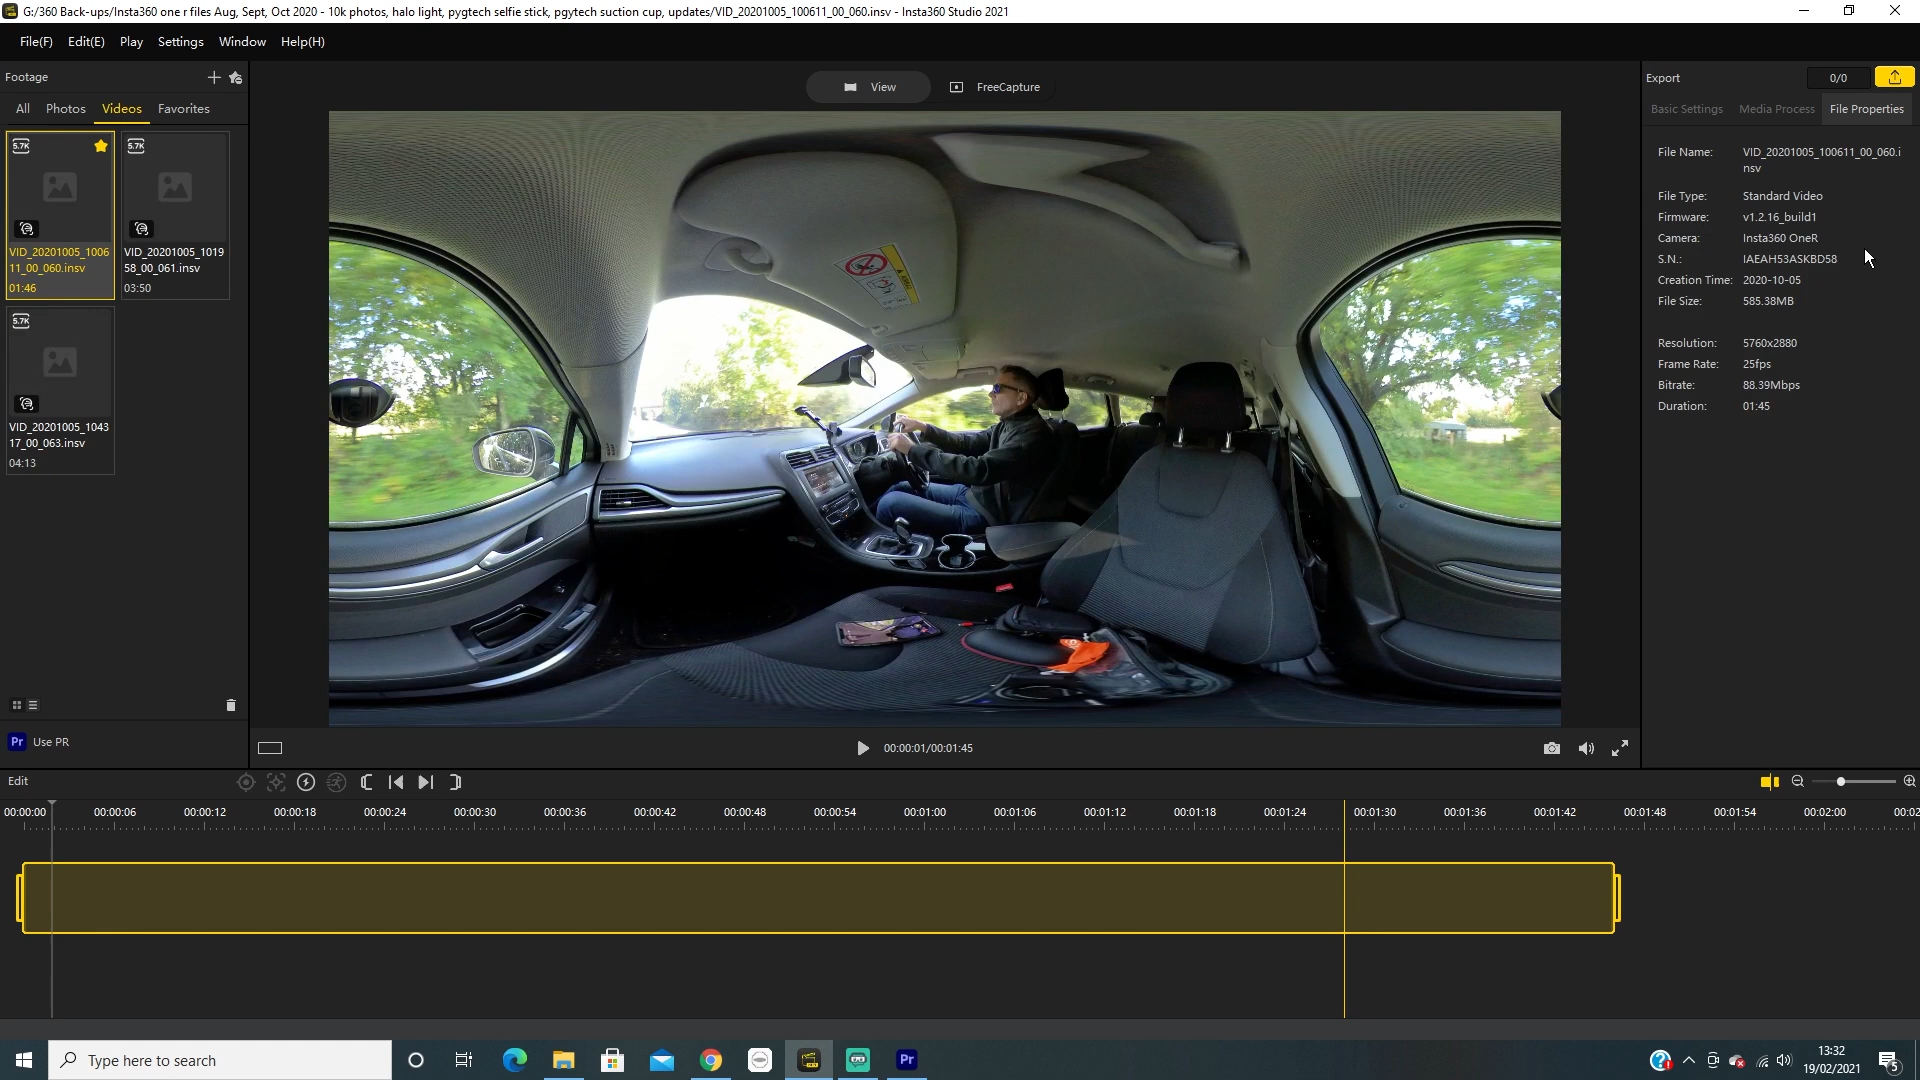 G:/360 Back-ups/Insta360 one r files Aug, Sept, Oct 2020 - 10k photos, halo light, pygtech selfie stick, pgytech suction cup, updates/VID_20201005_100611_00_060.insv - Insta360 Studio 2021
File(F) Edit(E) Play Settings Window Help(H)
Footage
All Photos Videos Favorites
5.7K
VID_20201005_1006
11_00_060.insv
01:46
5.7K
VID_20201005_1019
58_00_061.insv
03:50
5.7K
VID_20201005_1043
17_00_063.insv
04:13
Pr Use PR
View FreeCapture
00:00:01/00:01:45
Export 0/0
Basic Settings Media Process File Properties
File Name: VID_20201005_100611_00_060.i
nsv
File Type: Standard Video
Firmware: v1.2.16_build1
Camera: Insta360 OneR
S.N.: IAEAH53ASKBD58
Creation Time: 2020-10-05
File Size: 585.38MB
Resolution: 5760x2880
Frame Rate: 25fps
Bitrate: 88.39Mbps
Duration: 01:45
Edit
00:00:00 00:00:06 00:00:12 00:00:18 00:00:24 00:00:30 00:00:36 00:00:42 00:00:48 00:00:54 00:01:00 00:01:06 00:01:12 00:01:18 00:01:24 00:01:30 00:01:36 00:01:42 00:01:48 00:01:54 00:02:00 00:02
Type here to search
Pr
13:32
19/02/2021
5